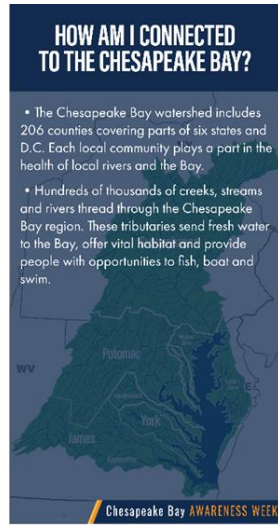 HOW AM I CONNECTED
TO THE CHESAPEAKE BAY?
• The Chesapeake Bay watershed includes
206 counties covering parts of six states and
D.C. Each local community plays a part in the
health of local rivers and the Bay.
• Hundreds of thousands of creeks, streams
and rivers thread through the Chesapeake
Bay region. These tributaries send fresh water
to the Bay, offer vital habitat and provide
people with opportunities to fish, boat and
swim.
Potomac
WV
York
James
Chesapeake Bay AWARENESS WEEK